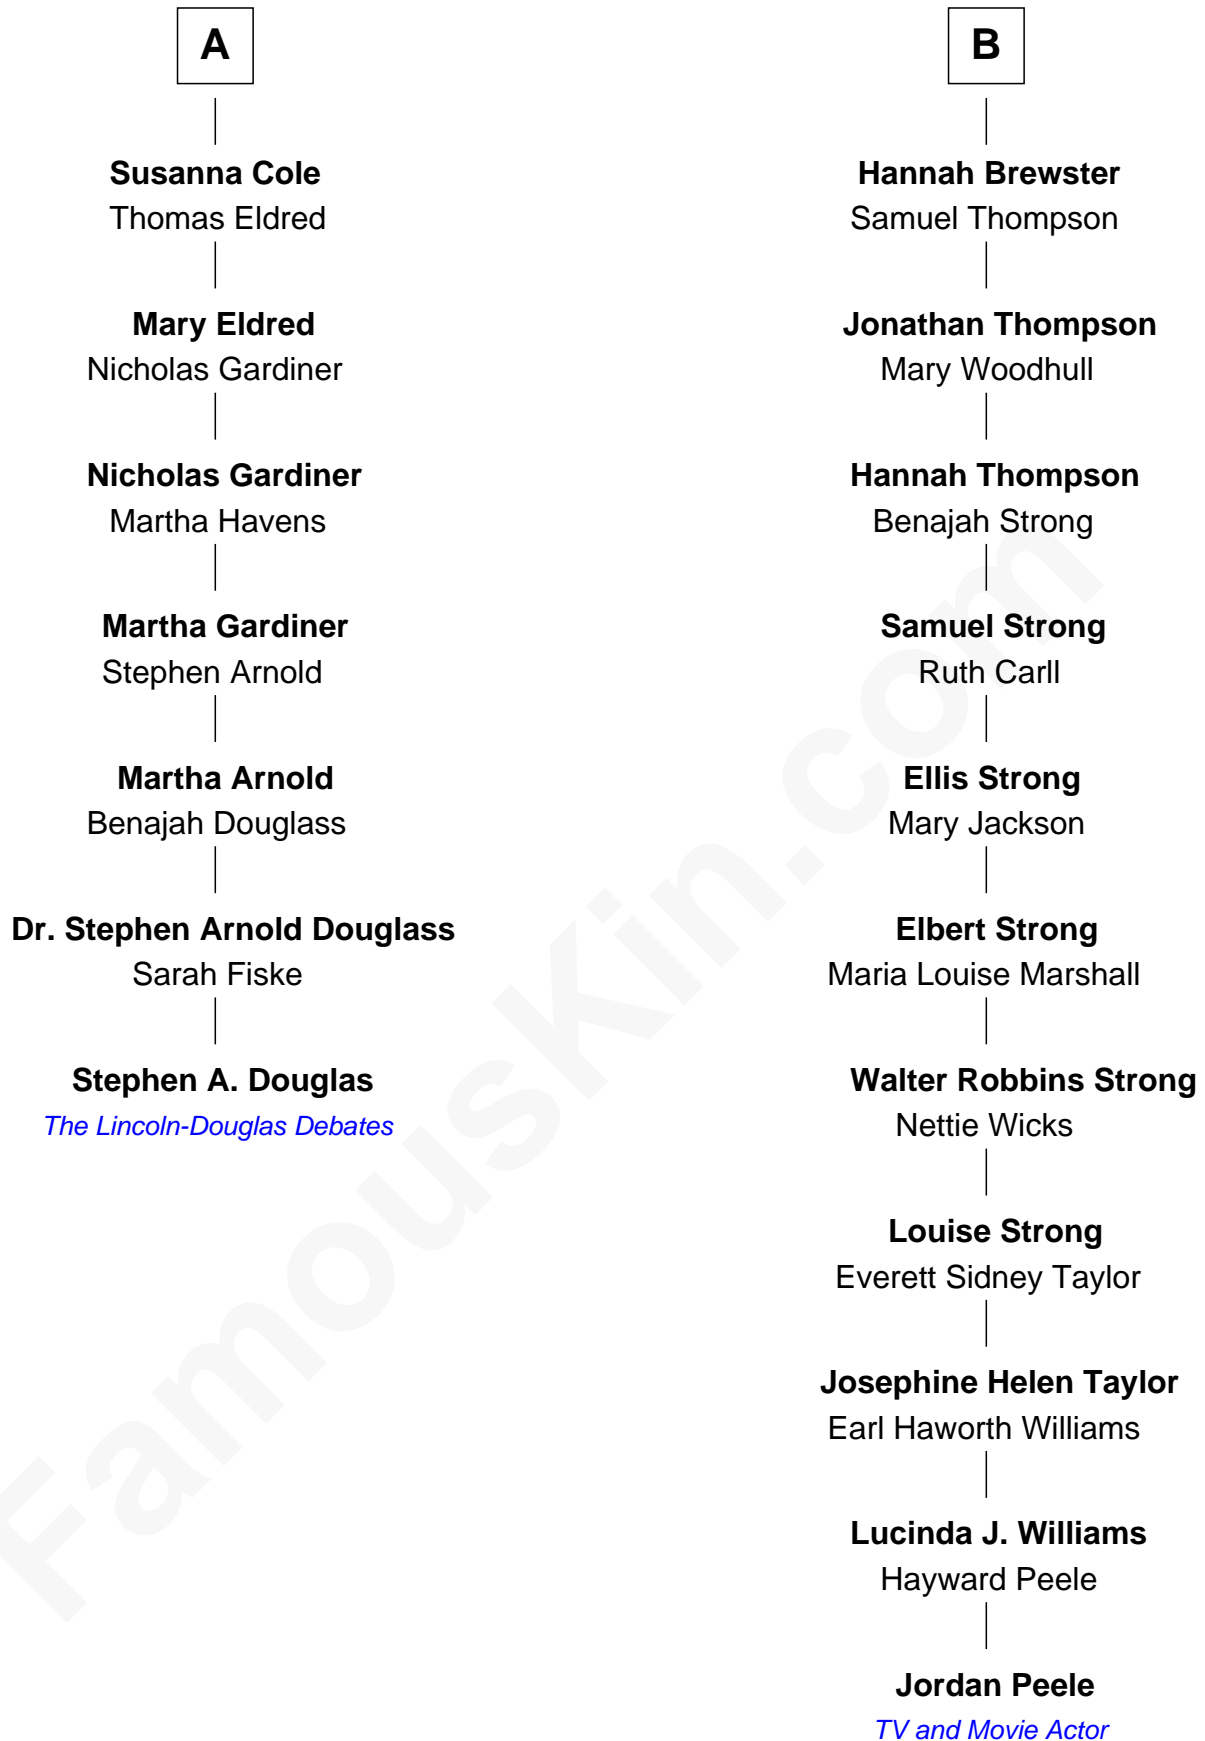 A
Susanna Cole
Thomas Eldred
Mary Eldred
Nicholas Gardiner
Nicholas Gardiner
Martha Havens
Martha Gardiner
Stephen Arnold
Martha Arnold
Benajah Douglass
Dr. Stephen Arnold Douglass
Sarah Fiske
Stephen A. Douglas
The Lincoln-Douglas Debates
B
Hannah Brewster
Samuel Thompson
Jonathan Thompson
Mary Woodhull
Hannah Thompson
Benajah Strong
Samuel Strong
Ruth Carll
Ellis Strong
Mary Jackson
Elbert Strong
Maria Louise Marshall
Walter Robbins Strong
Nettie Wicks
Louise Strong
Everett Sidney Taylor
Josephine Helen Taylor
Earl Haworth Williams
Lucinda J. Williams
Hayward Peele
Jordan Peele
TV and Movie Actor
FamousKin.com